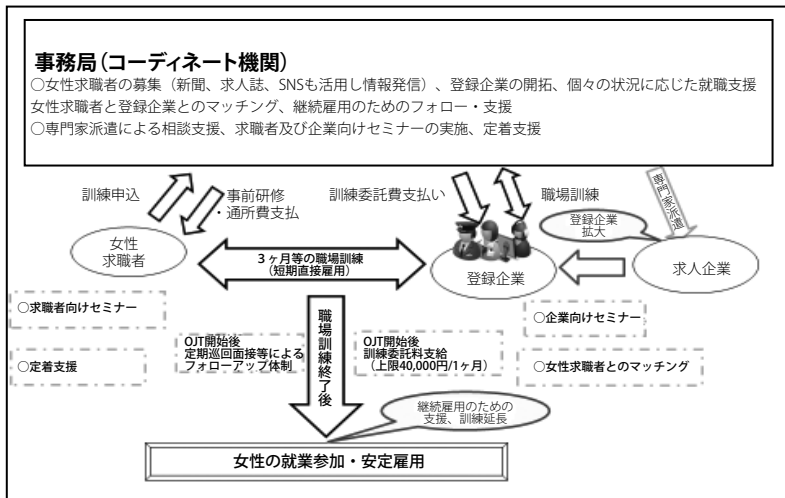 事務局(コーディネート機関)
○女性求職者の募集(新聞、求人誌、SNSも活用し情報発信)、登録企業の開拓、個々の状況に応じた就職支援
女性求職者と登録企業とのマッチング、継続雇用のためのフォロー・支援
○専門家派遣による相談支援、求職者及び企業向けセミナーの実施、定着支援
訓練申込
事前研修
・通所費支払
訓練委託費支払い
職場訓練
専門家派遣
登録企業
拡大
女性
求職者
3ヶ月等の職場訓練
(短期直接雇用)
登録企業
求人企業
○求職者向けセミナー
○定着支援
OJT開始後
定期巡回面接等による
フォローアップ体制
職場訓練終了後
OJT開始後
訓練委託料支給
(上限40,000円/1ヶ月)
○企業向けセミナー
○女性求職者とのマッチング
継続雇用のための
支援、訓練延長
女性の就業参加・安定雇用